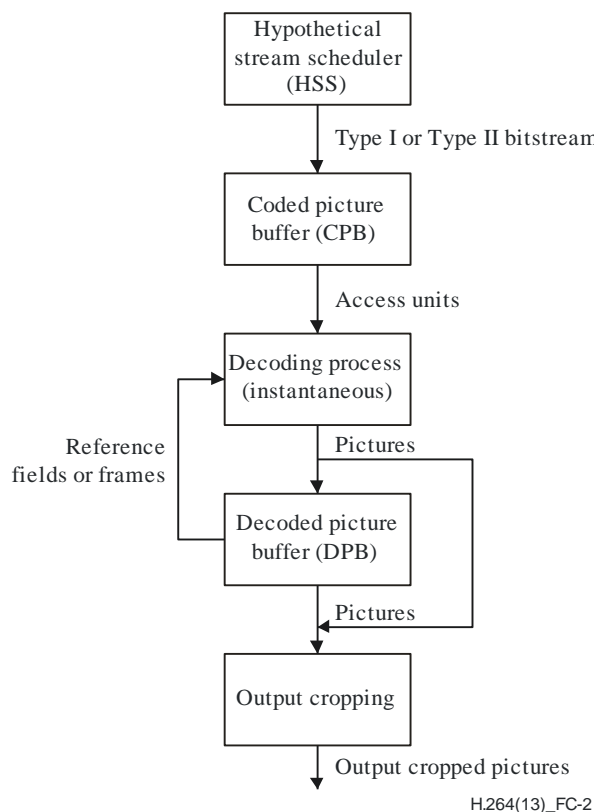 Hypothetical
stream scheduler
(HSS)
Type I or Type II bitstream
Coded picture
buffer (CPB)
Access units
Decoding process
(instantaneous)
Reference
fields or frames
Pictures
Decoded picture
buffer (DPB)
Pictures
Output cropping
Output cropped pictures
H.264(13)_FC-2